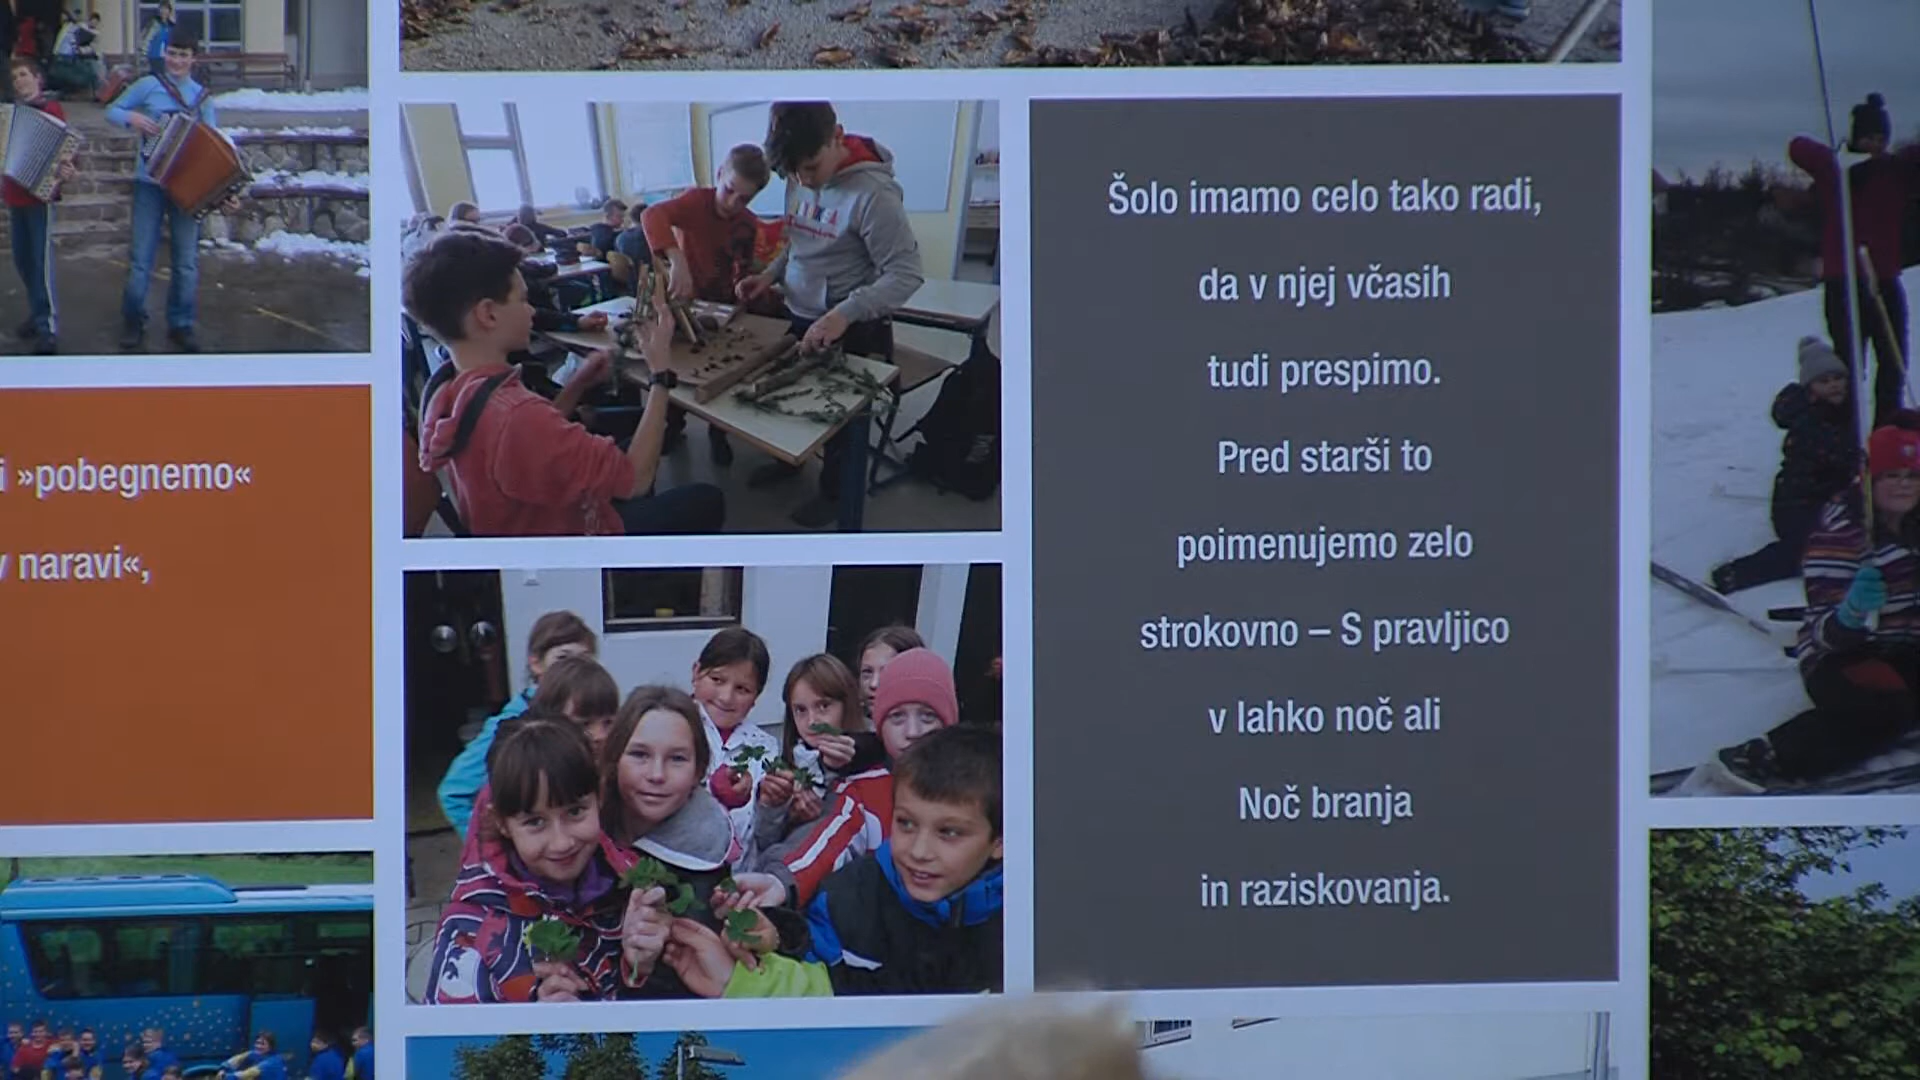 i »pobegnemo«
v naravi«,
Šolo imamo celo tako radi,
da v njej včasih
tudi prespimo.
Pred starši to
poimenujemo zelo
strokovno – S pravljico
v lahko noč ali
Noč branja
in raziskovanja.